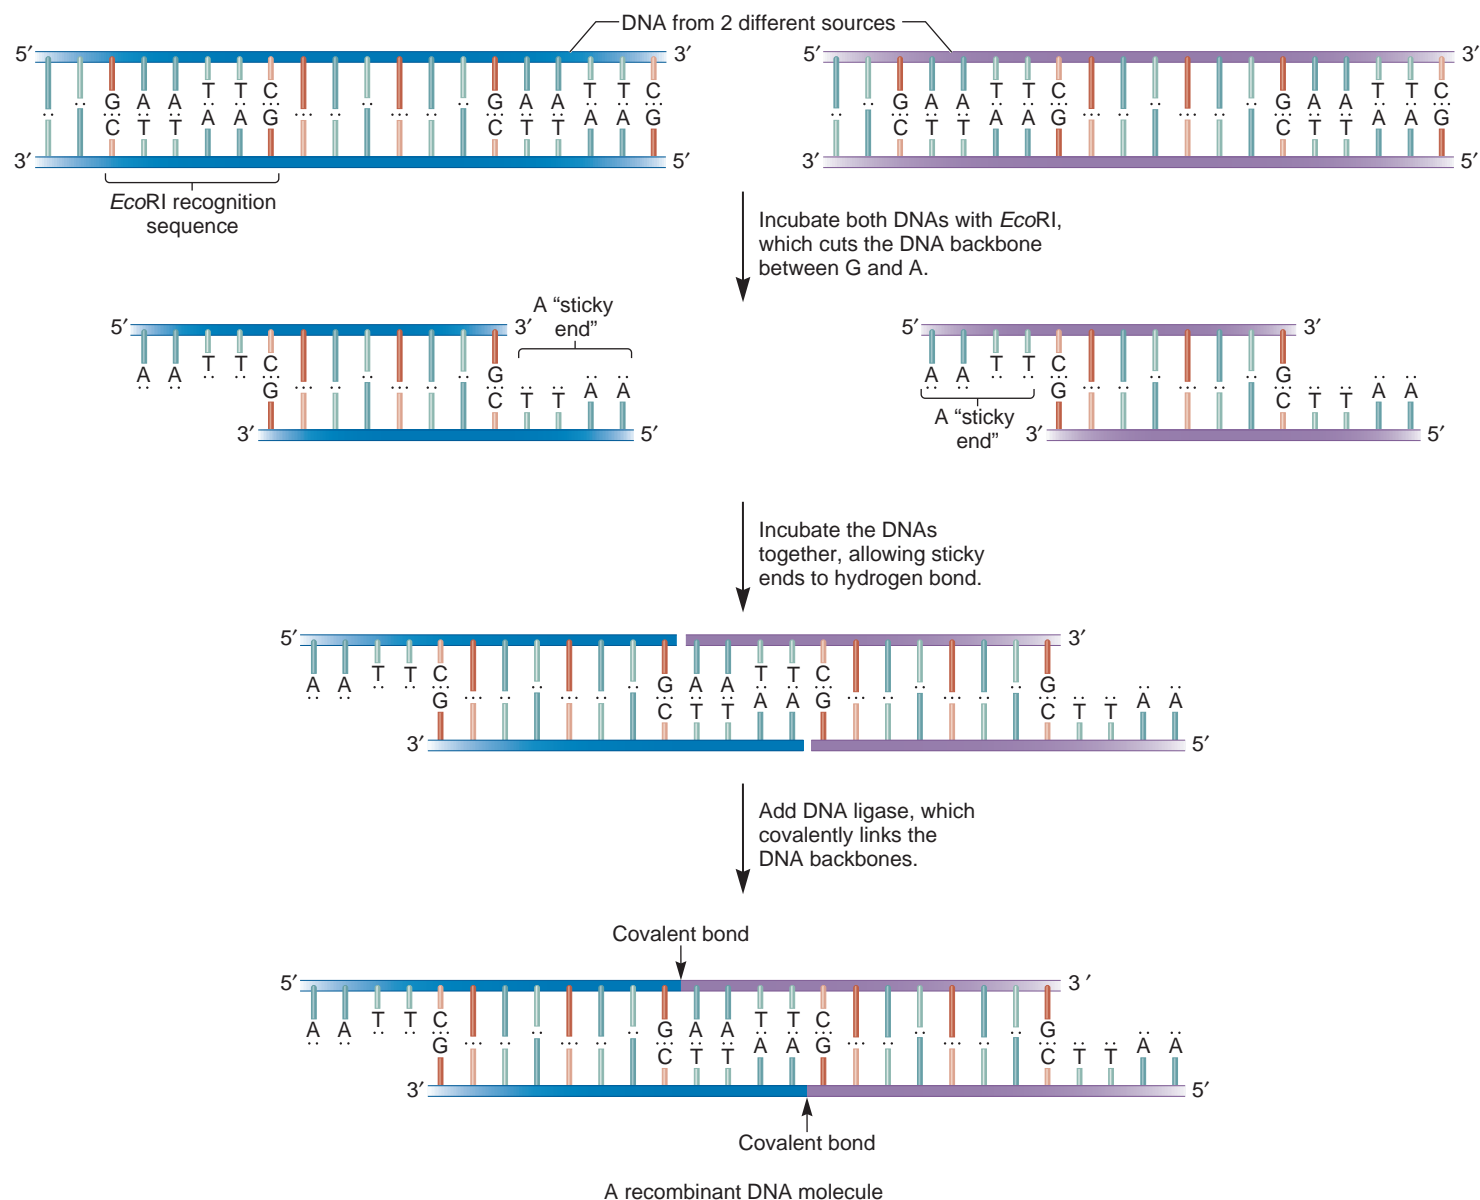 DNA from 2 different sources
5′ 3′ 5′ 3′
G A A T T C G A A T T C G A A T T C G A A T T C
C T T A A G C T T A A G C T T A A G C T T A A G
3′ 5′ 3′ 5′
EcoRI recognition
sequence
Incubate both DNAs with EcoRI,
which cuts the DNA backbone
between G and A.
A “sticky
end”
5′ 3′ 5′ 3′
A A T T C G A A T T C G
G C T T A A G C T T A A
A “sticky
end”
3′ 5′ 3′ 5′
Incubate the DNAs
together, allowing sticky
ends to hydrogen bond.
5′ 3′
A A T T C G A A T T C G
G C T T A A G C T T A A
3′ 5′
Add DNA ligase, which
covalently links the
DNA backbones.
Covalent bond
5′ 3′
A A T T C G A A T T C G
G C T T A A G C T T A A
3′ 5′
Covalent bond
A recombinant DNA molecule